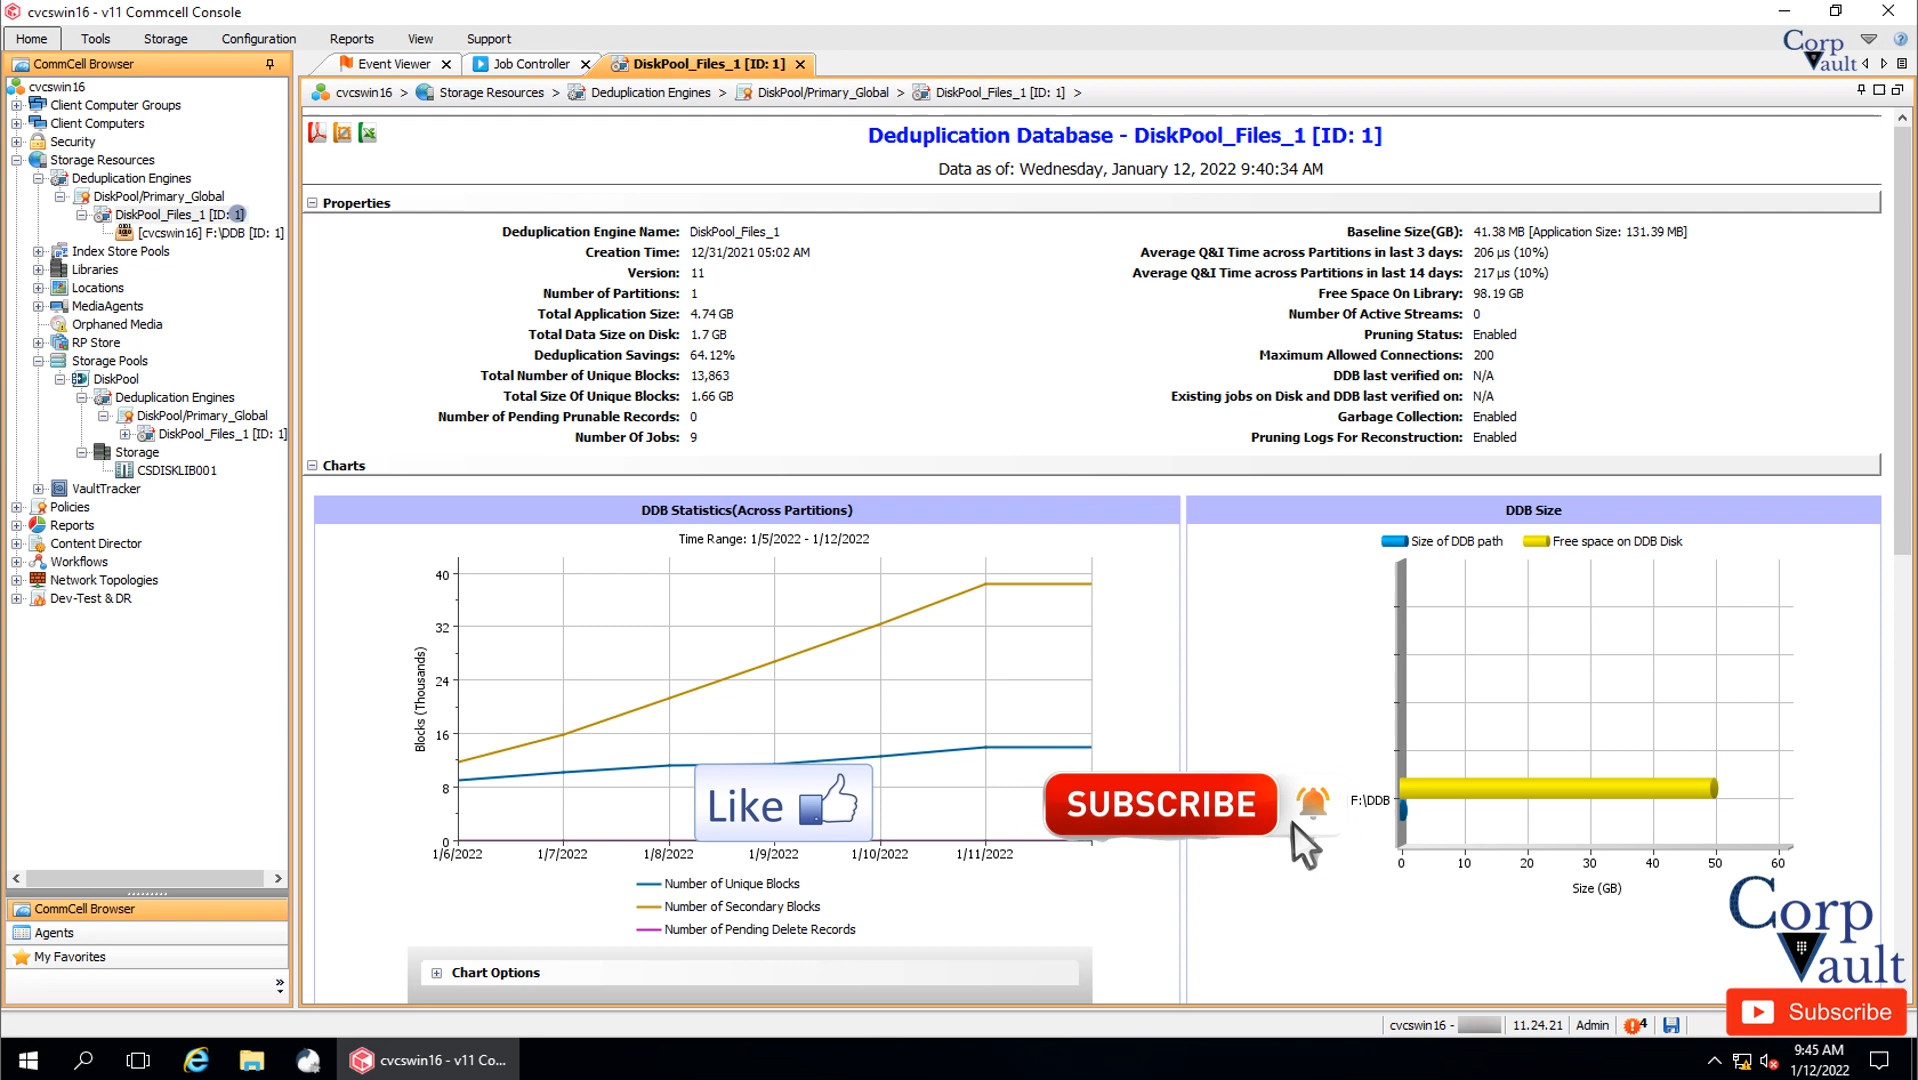 cvcswin16 - v11 Commcell Console
Home Tools Storage Configuration Reports View Support
Corp Vault
CommCell Browser
Event Viewer
Job Controller
DiskPool_Files_1 [ID: 1]
cvcswin16 > Storage Resources > Deduplication Engines > DiskPool/Primary_Global > DiskPool_Files_1 [ID: 1] >
cvcswin16
Client Computer Groups
Client Computers
Security
Storage Resources
Deduplication Engines
DiskPool/Primary_Global
DiskPool_Files_1 [ID: 1]
[cvcswin16] F:\DDB [ID: 1]
Index Store Pools
Libraries
Locations
MediaAgents
Orphaned Media
RP Store
Storage Pools
DiskPool
Deduplication Engines
DiskPool/Primary_Global
DiskPool_Files_1 [ID: 1]
Storage
CSDISKLIB001
VaultTracker
Policies
Reports
Content Director
Workflows
Network Topologies
Dev-Test & DR
CommCell Browser
Agents
My Favorites
Deduplication Database - DiskPool_Files_1 [ID: 1]
Data as of: Wednesday, January 12, 2022 9:40:34 AM
Properties
Deduplication Engine Name: DiskPool_Files_1
Creation Time: 12/31/2021 05:02 AM
Version: 11
Number of Partitions: 1
Total Application Size: 4.74 GB
Total Data Size on Disk: 1.7 GB
Deduplication Savings: 64.12%
Total Number of Unique Blocks: 13,863
Total Size Of Unique Blocks: 1.66 GB
Number of Pending Prunable Records: 0
Number Of Jobs: 9
Baseline Size(GB): 41.38 MB [Application Size: 131.39 MB]
Average Q&I Time across Partitions in last 3 days: 206 µs (10%)
Average Q&I Time across Partitions in last 14 days: 217 µs (10%)
Free Space On Library: 98.19 GB
Number Of Active Streams: 0
Pruning Status: Enabled
Maximum Allowed Connections: 200
DDB last verified on: N/A
Existing jobs on Disk and DDB last verified on: N/A
Garbage Collection: Enabled
Pruning Logs For Reconstruction: Enabled
Charts
DDB Statistics(Across Partitions)
Time Range: 1/5/2022 - 1/12/2022
Blocks (Thousands)
40
32
24
16
8
0
1/6/2022 1/7/2022 1/8/2022 1/9/2022 1/10/2022 1/11/2022
Number of Unique Blocks
Number of Secondary Blocks
Number of Pending Delete Records
Chart Options
DDB Size
Size of DDB path Free space on DDB Disk
F:\DDB
0 10 20 30 40 50 60
Size (GB)
Like
SUBSCRIBE
Corp Vault
Subscribe
cvcswin16 - 11.24.21 Admin 4
cvcswin16 - v11 Co...
9:45 AM
1/12/2022